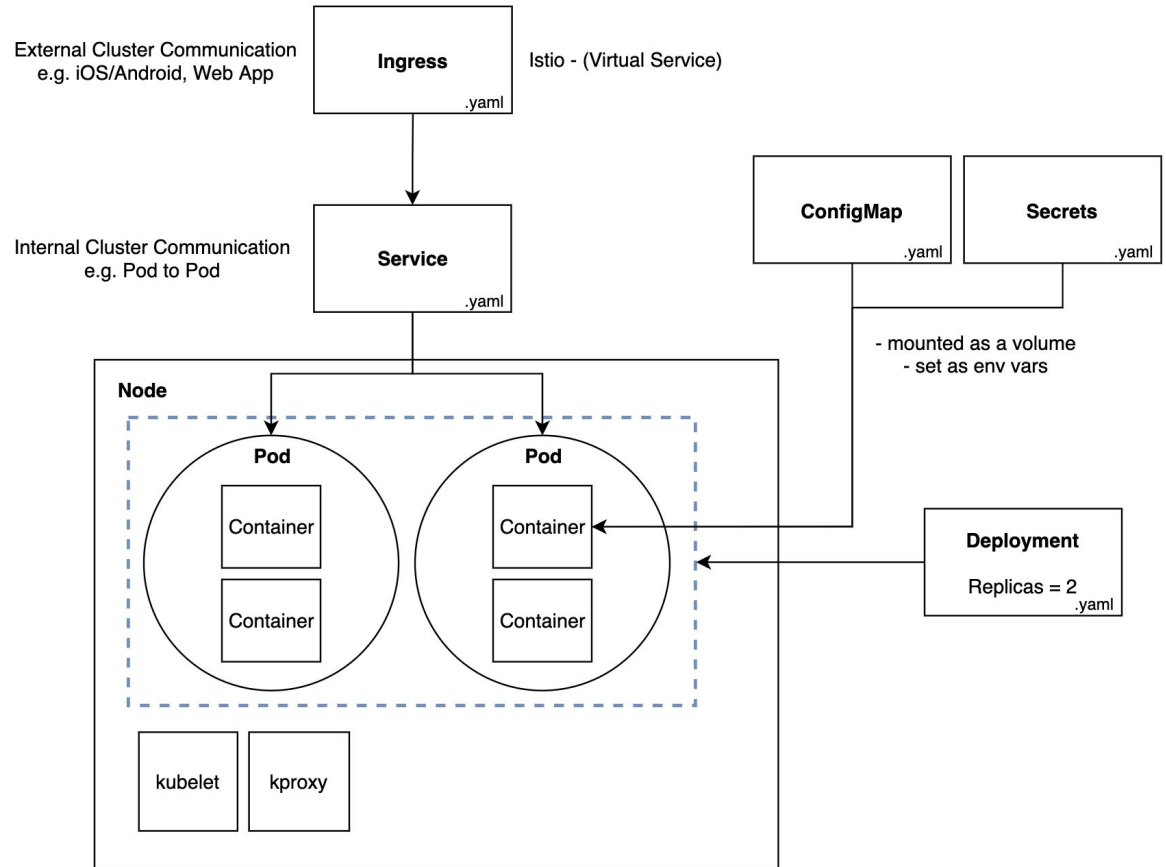 External Cluster Communication
e.g. iOS/Android, Web App
Ingress
.yaml
Istio - (Virtual Service)
ConfigMap
.yaml
Secrets
.yaml
Internal Cluster Communication
e.g. Pod to Pod
Service
.yaml
- mounted as a volume
- set as env vars
Node
Pod
Container
Container
Pod
Container
Container
Deployment
Replicas = 2
.yaml
kubelet
kproxy